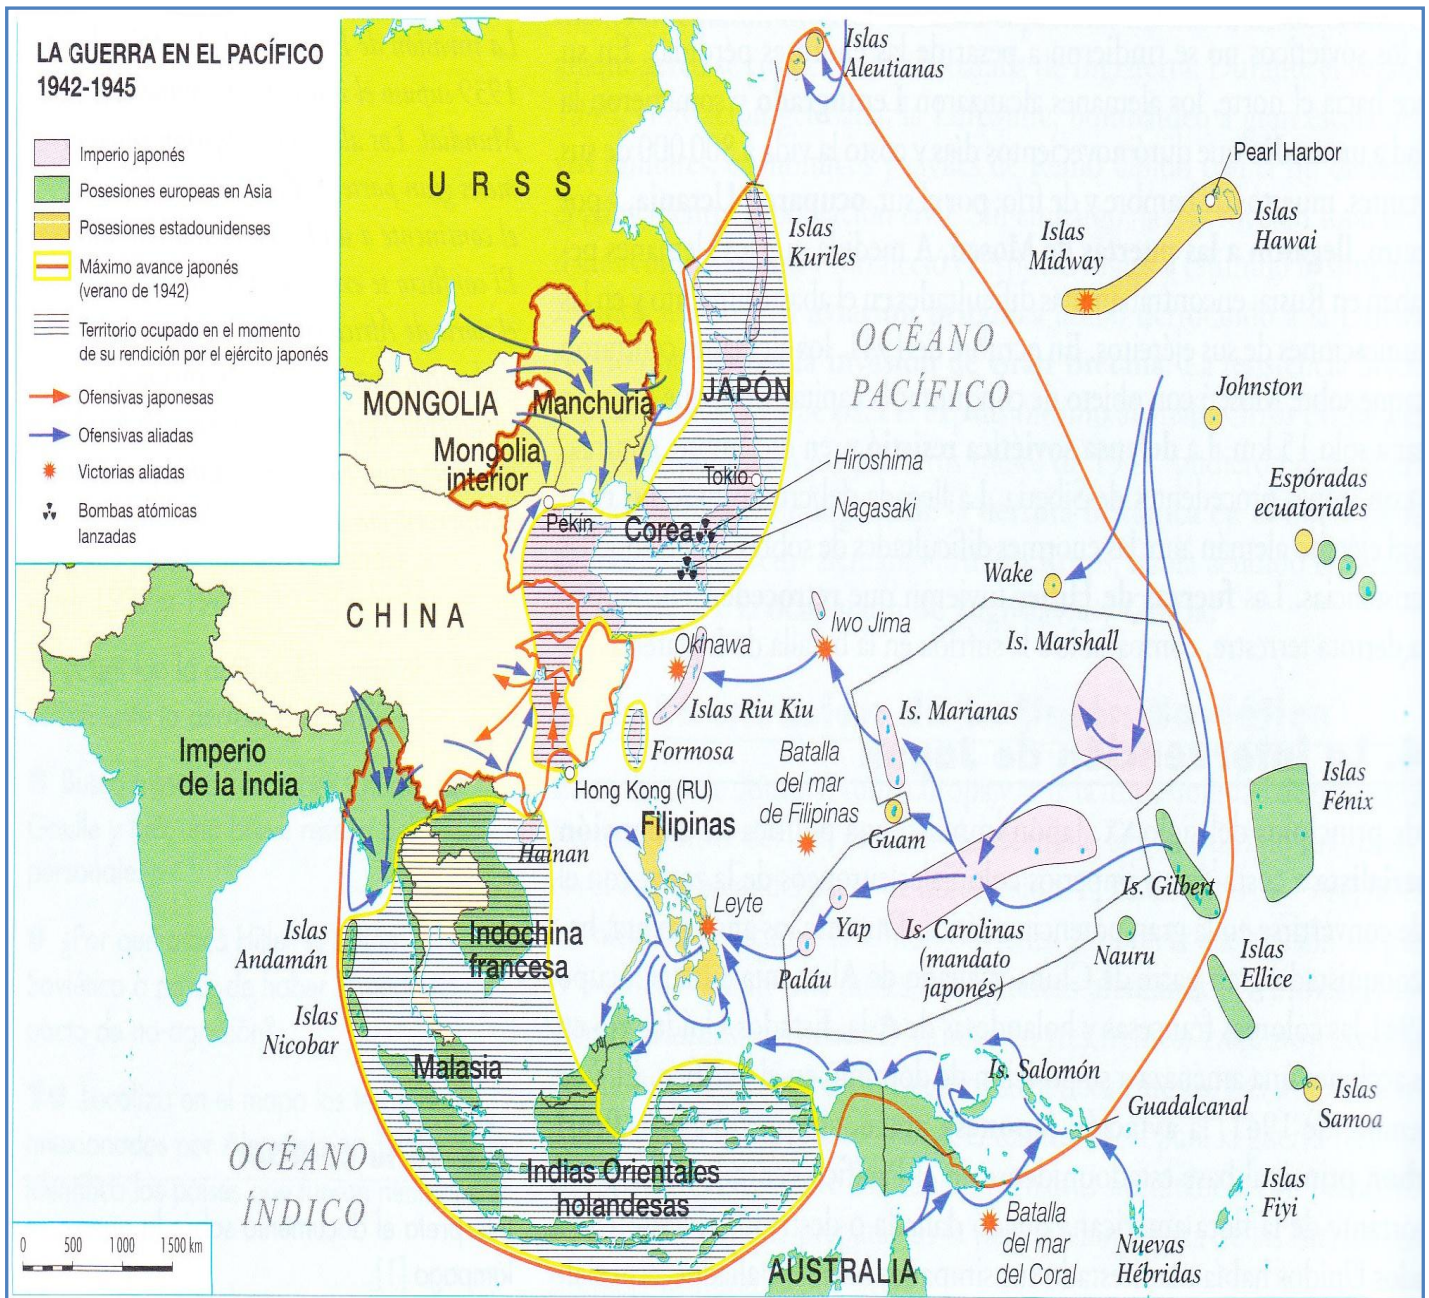 LA GUERRA EN EL PACÍFICO
1942-1945
Imperio japonés
Posesiones europeas en Asia
Posesiones estadounidenses
Máximo avance japonés
(verano de 1942)
Territorio ocupado en el momento
de su rendición por el ejército japonés
Ofensivas japonesas
Ofensivas aliadas
Victorias aliadas
Bombas atómicas
lanzadas
Islas
Aleutianas
URSS
Pearl Harbor
Islas
Hawai
Islas
Kuriles
Islas
Midway
OCÉANO
PACÍFICO
MONGOLIA
Manchuria
JAPÓN
Johnston
Mongolia
interior
Tokio
Hiroshima
Nagasaki
Espóradas
ecuatoriales
Pekín
Corea
Wake
CHINA
Okinawa
Iwo Jima
Is. Marshall
Islas Riu Kiu
Is. Marianas
Formosa
Imperio
de la India
Batalla
del mar
de Filipinas
Islas
Fénix
Hong Kong (RU)
Filipinas
Guam
Hainan
Is. Gilbert
Leyte
Yap
Is. Carolinas
(mandato
japonés)
Nauru
Islas
Andamán
Indochina
francesa
Paláu
Islas
Ellice
Islas
Nicobar
Malasia
Is. Salomón
Guadalcanal
Islas
Samoa
OCÉANO
ÍNDICO
Indias Orientales
holandesas
Islas
Fiyi
Batalla
del mar
del Coral
Nuevas
Hébridas
AUSTRALIA
0 500 1000 1500 km